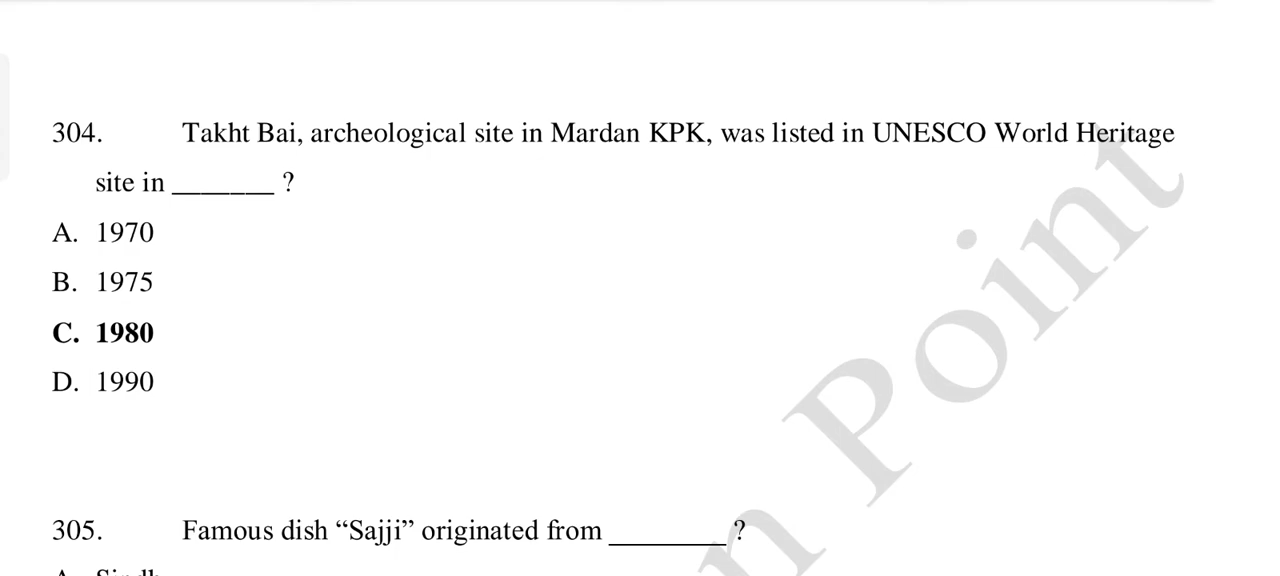 304. Takht Bai, archeological site in Mardan KPK, was listed in UNESCO World Heritage
site in _______ ?
A. 1970
B. 1975
C. 1980
D. 1990
305. Famous dish “Sajji” originated from ________ ?
Point